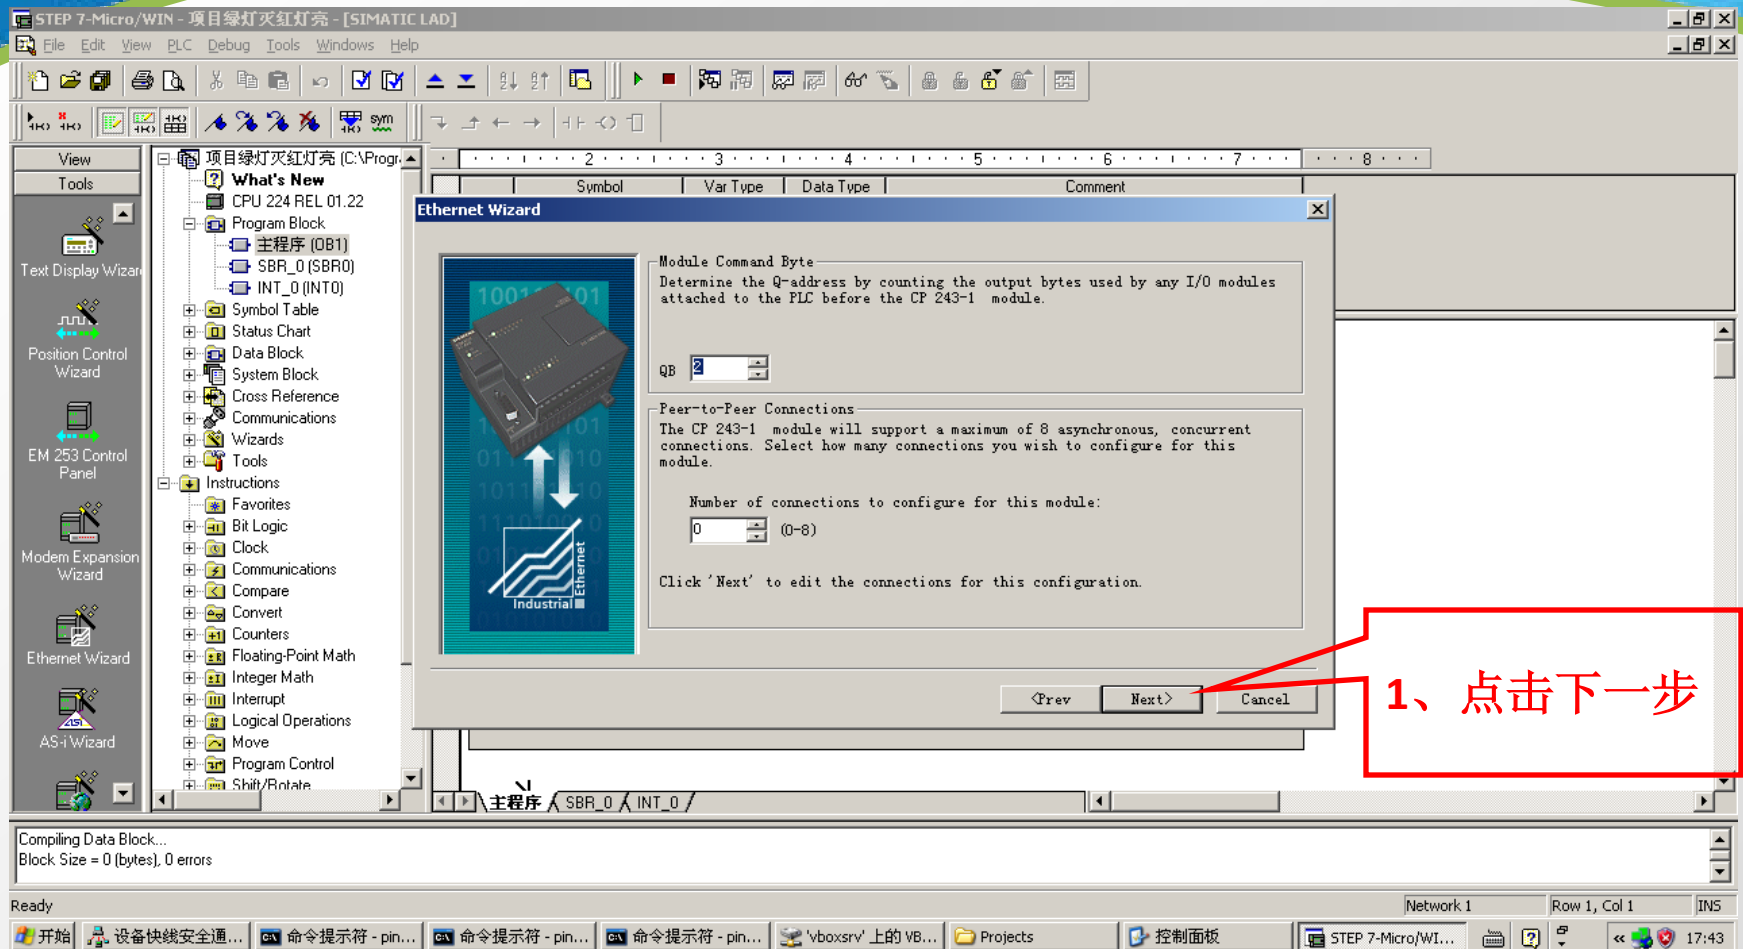 STEP 7-Micro/WIN - 项目绿灯灭红灯亮 - [SIMATIC LAD]
File Edit View PLC Debug Tools Windows Help
View
Tools
Text Display Wizar
Position Control
Wizard
EM 253 Control
Panel
Modem Expansion
Wizard
Ethernet Wizard
AS-i Wizard
项目绿灯灭红灯亮 (C:\Progr
What's New
CPU 224 REL 01.22
Program Block
主程序 (OB1)
SBR_0 (SBR0)
INT_0 (INT0)
Symbol Table
Status Chart
Data Block
System Block
Cross Reference
Communications
Wizards
Tools
Instructions
Favorites
Bit Logic
Clock
Communications
Compare
Convert
Counters
Floating-Point Math
Integer Math
Interrupt
Logical Operations
Move
Program Control
Shift/Rotate
2 3 4 5 6 7 8
Symbol Var Type Data Type Comment
Ethernet Wizard
Industrial
Ethernet
Module Command Byte
Determine the Q-address by counting the output bytes used by any I/O modules
attached to the PLC before the CP 243-1 module.
QB 2
Peer-to-Peer Connections
The CP 243-1 module will support a maximum of 8 asynchronous, concurrent
connections. Select how many connections you wish to configure for this
module.
Number of connections to configure for this module:
0 (0-8)
Click 'Next' to edit the connections for this configuration.
<Prev Next> Cancel
1、点击下一步
主程序 SBR_0 INT_0
Compiling Data Block...
Block Size = 0 (bytes), 0 errors
Ready Network 1 Row 1, Col 1 INS
开始 设备快线安全通... 命令提示符 - pin... 命令提示符 - pin... 命令提示符 - pin... 'vboxsrv' 上的 VB... Projects 控制面板 STEP 7-Micro/WI... 17:43